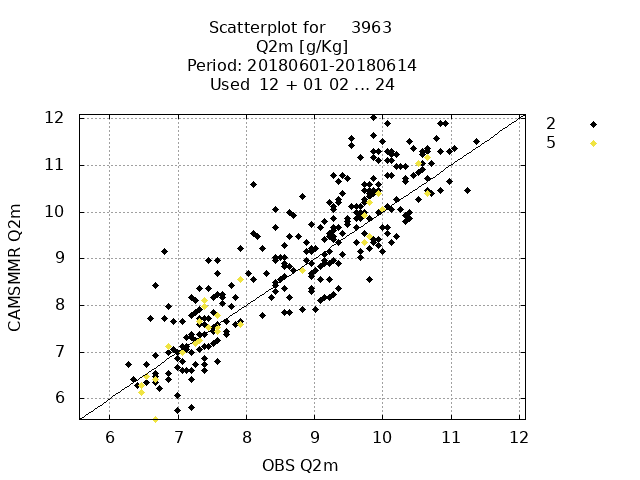 Scatterplot for 3963
Q2m [g/Kg]
Period: 20180601-20180614
Used 12 + 01 02 ... 24
2
5
12
11
10
9
8
7
6
CAMSMMR Q2m
6 7 8 9 10 11 12
OBS Q2m